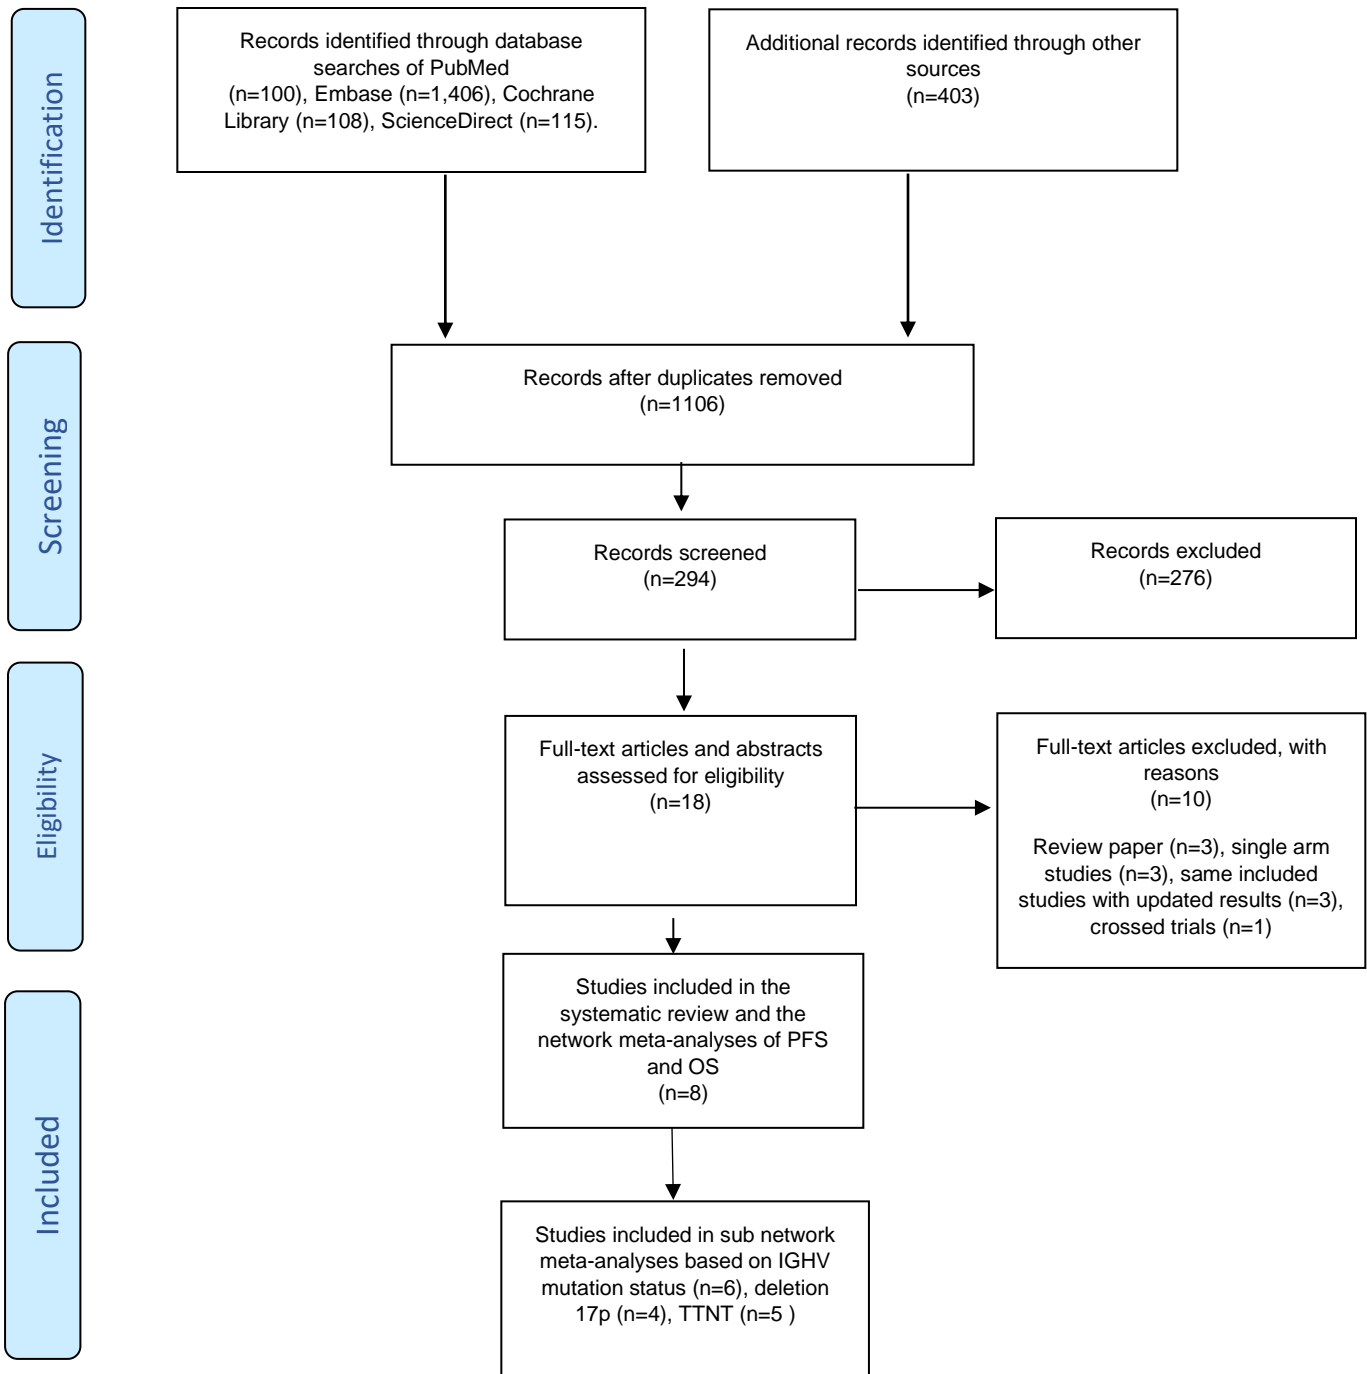 Identification
Records identified through database
searches of PubMed
(n=100), Embase (n=1,406), Cochrane
Library (n=108), ScienceDirect (n=115).
Additional records identified through other
sources
(n=403)
Screening
Records after duplicates removed
(n=1106)
Records screened
(n=294)
Records excluded
(n=276)
Eligibility
Full-text articles and abstracts
assessed for eligibility
(n=18)
Full-text articles excluded, with
reasons
(n=10)
Review paper (n=3), single arm
studies (n=3), same included
studies with updated results (n=3),
crossed trials (n=1)
Included
Studies included in the
systematic review and the
network meta-analyses of PFS
and OS
(n=8)
Studies included in sub network
meta-analyses based on IGHV
mutation status (n=6), deletion
17p (n=4), TTNT (n=5 )